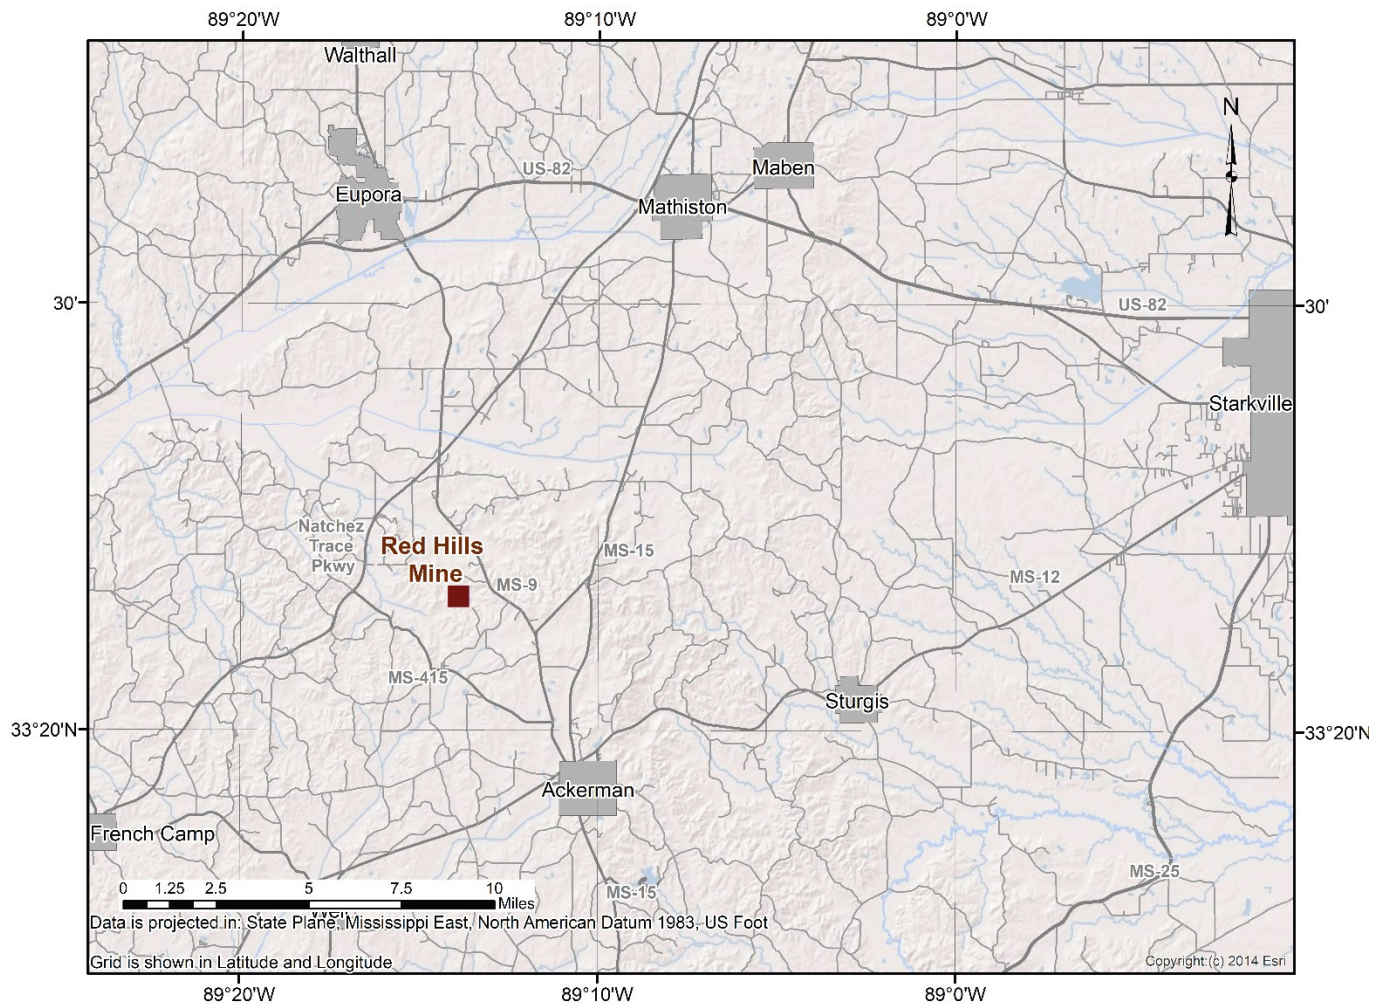 89°20'W
89°10'W
89°0'W
Walthall
N
Maben
US-82
Eupora
Mathiston
30'
30'
US-82
Starkville
Natchez
Trace
Pkwy
Red Hills
Mine
MS-15
MS-9
MS-12
MS-415
Sturgis
33°20'N
33°20'N
Ackerman
French Camp
MS-25
MS-15
0 1.25 2.5 5 7.5 10
Miles
Data is projected in: State Plane, Mississippi East, North American Datum 1983, US Foot
Grid is shown in Latitude and Longitude
Copyright:(c) 2014 Esri
89°20'W
89°10'W
89°0'W